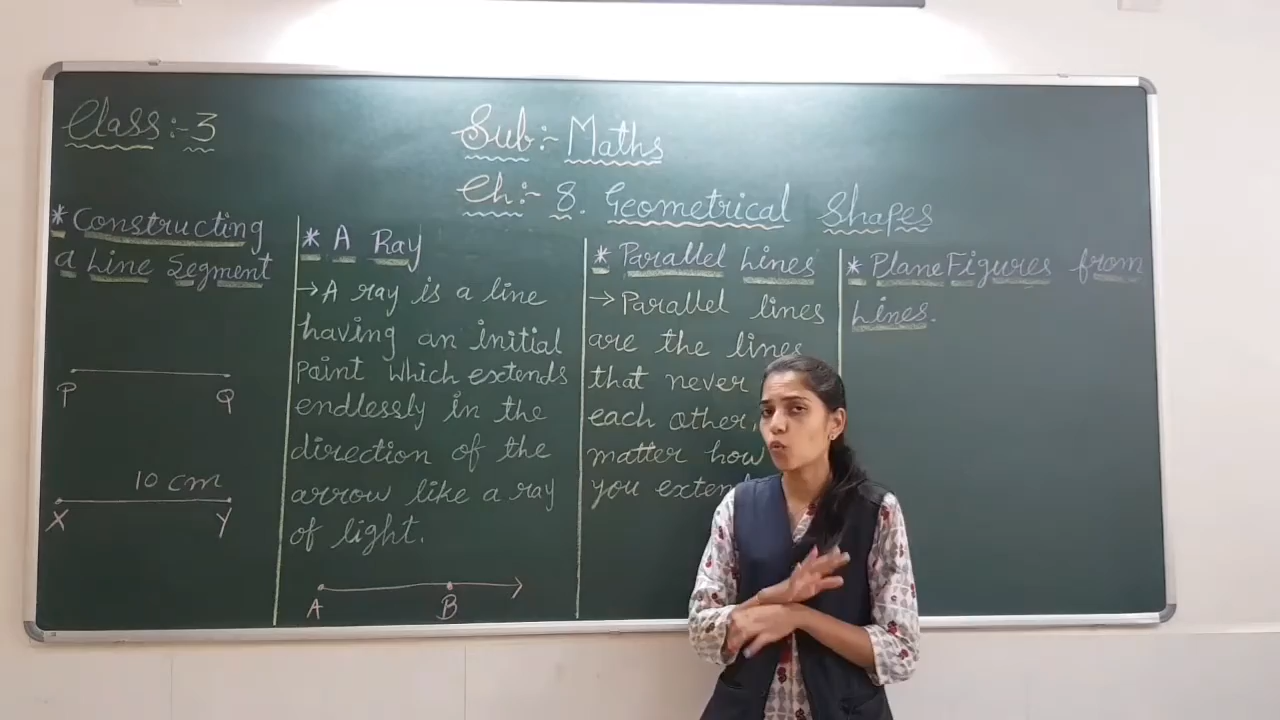 Class:-3
Sub:- Maths
Ch:- 8. Geometrical Shapes
* Constructing
a Line Segment
P Q
10 cm
X Y
* A Ray
→ A ray is a line
having an initial
point which extends
endlessly in the
direction of the
arrow like a ray
of light.
A B
* Parallel Lines
→ Parallel lines
are the lines
that never
each other,
matter how
you
* Plane Figures from
Lines.